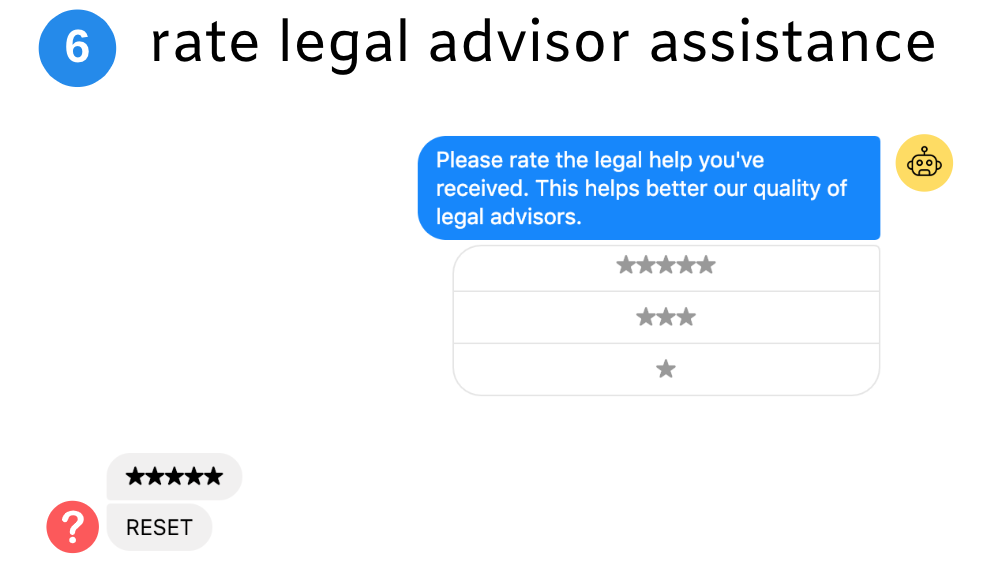 6 rate legal advisor assistance
Please rate the legal help you've
received. This helps better our quality of
legal advisors.
★★★★★
★★★
★
★★★★★
? RESET